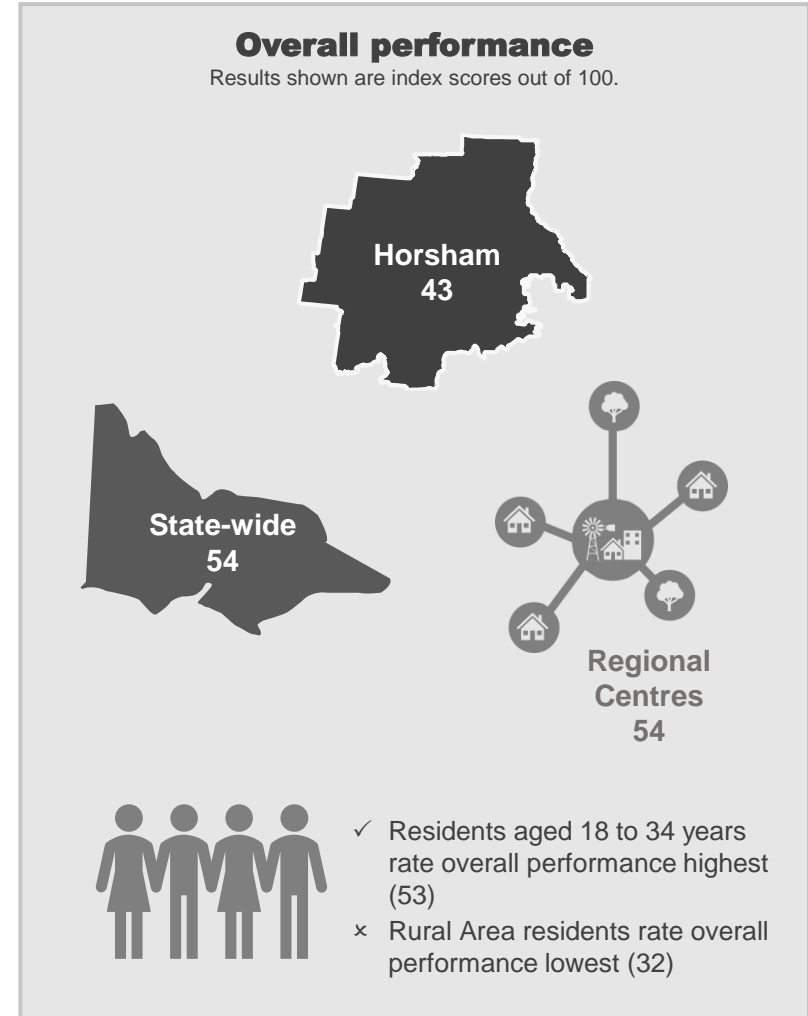 Overall performance
Results shown are index scores out of 100.
Horsham
43
State-wide
54
Regional
Centres
54
✓ Residents aged 18 to 34 years
rate overall performance highest
(53)
× Rural Area residents rate overall
performance lowest (32)